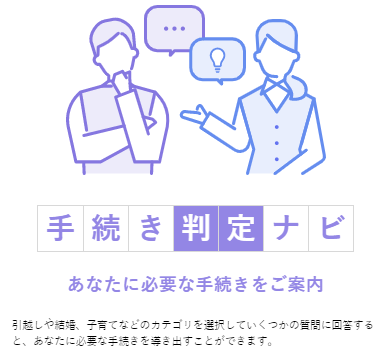 手続き判定ナビ
あなたに必要な手続きをご案内
引越しや結婚、子育てなどのカテゴリを選択していくつかの質問に回答する
と、あなたに必要な手続きを導き出すことができます。